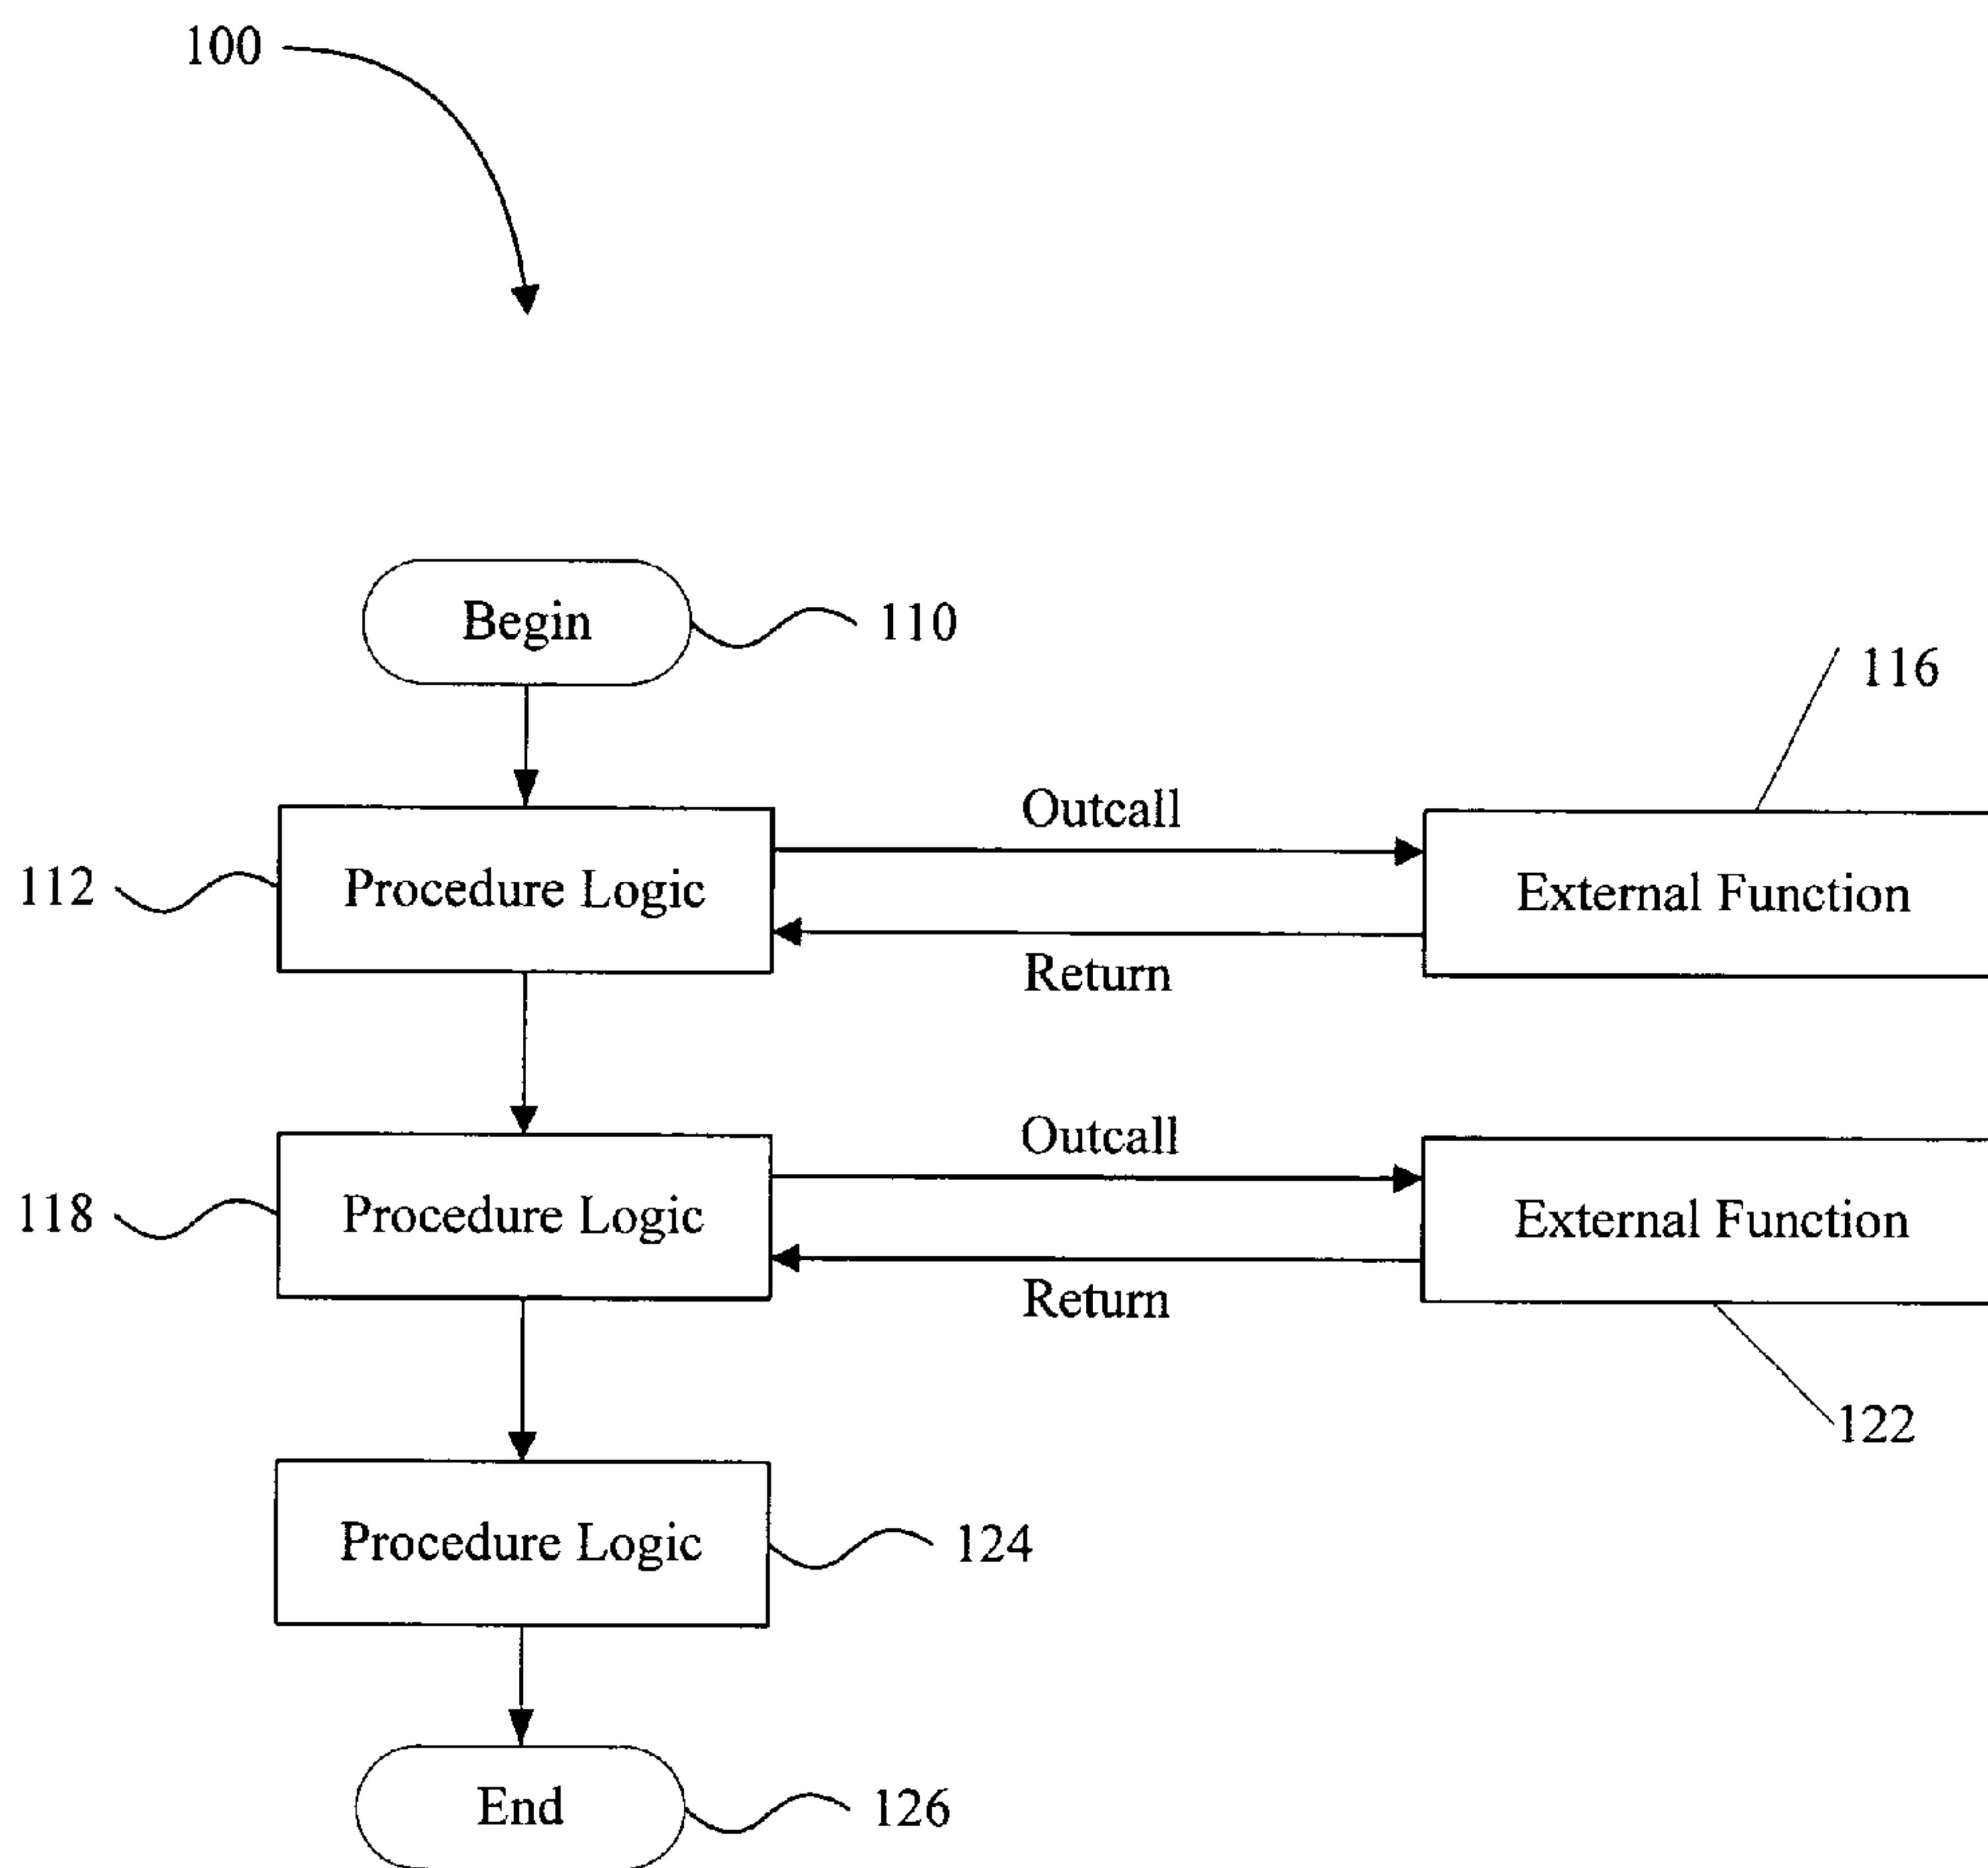 100
Begin
110
116
Outcall
112
Procedure Logic
External Function
Return
Outcall
118
Procedure Logic
External Function
Return
122
Procedure Logic
124
End
126